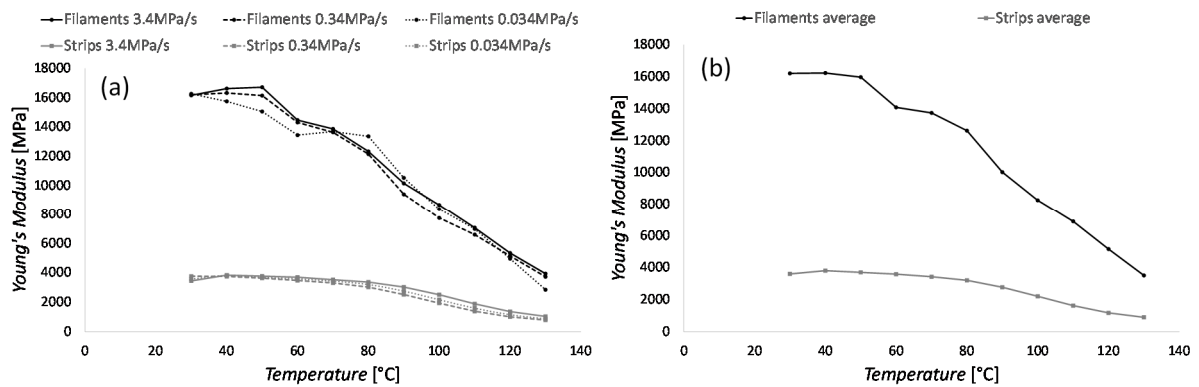 Filaments 3.4MPa/s Filaments 0.34MPa/s Filaments 0.034MPa/s
Strips 3.4MPa/s Strips 0.34MPa/s Strips 0.034MPa/s
(a)
Young's Modulus [MPa]
18000
16000
14000
12000
10000
8000
6000
4000
2000
0
0 20 40 60 80 100 120 140
Temperature [°C]
Filaments average Strips average
(b)
Young's Modulus [MPa]
18000
16000
14000
12000
10000
8000
6000
4000
2000
0
0 20 40 60 80 100 120 140
Temperature [°C]